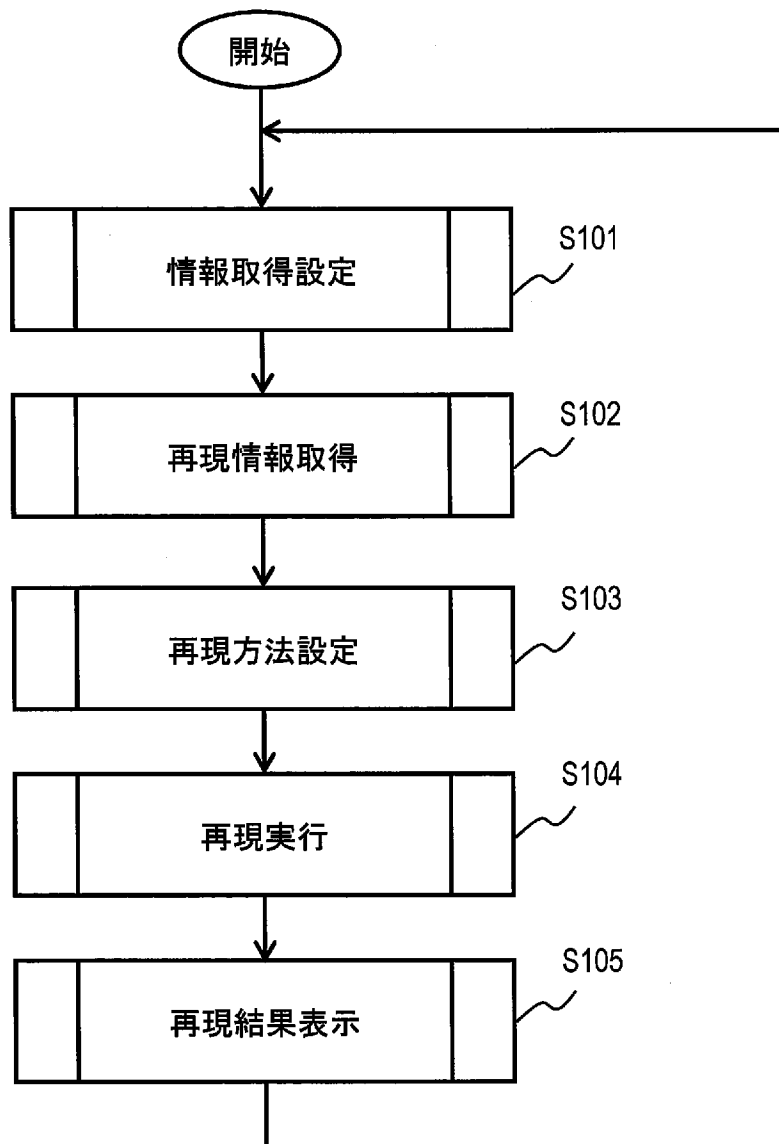 開始
情報取得設定
S101
再現情報取得
S102
再現方法設定
S103
再現実行
S104
再現結果表示
S105